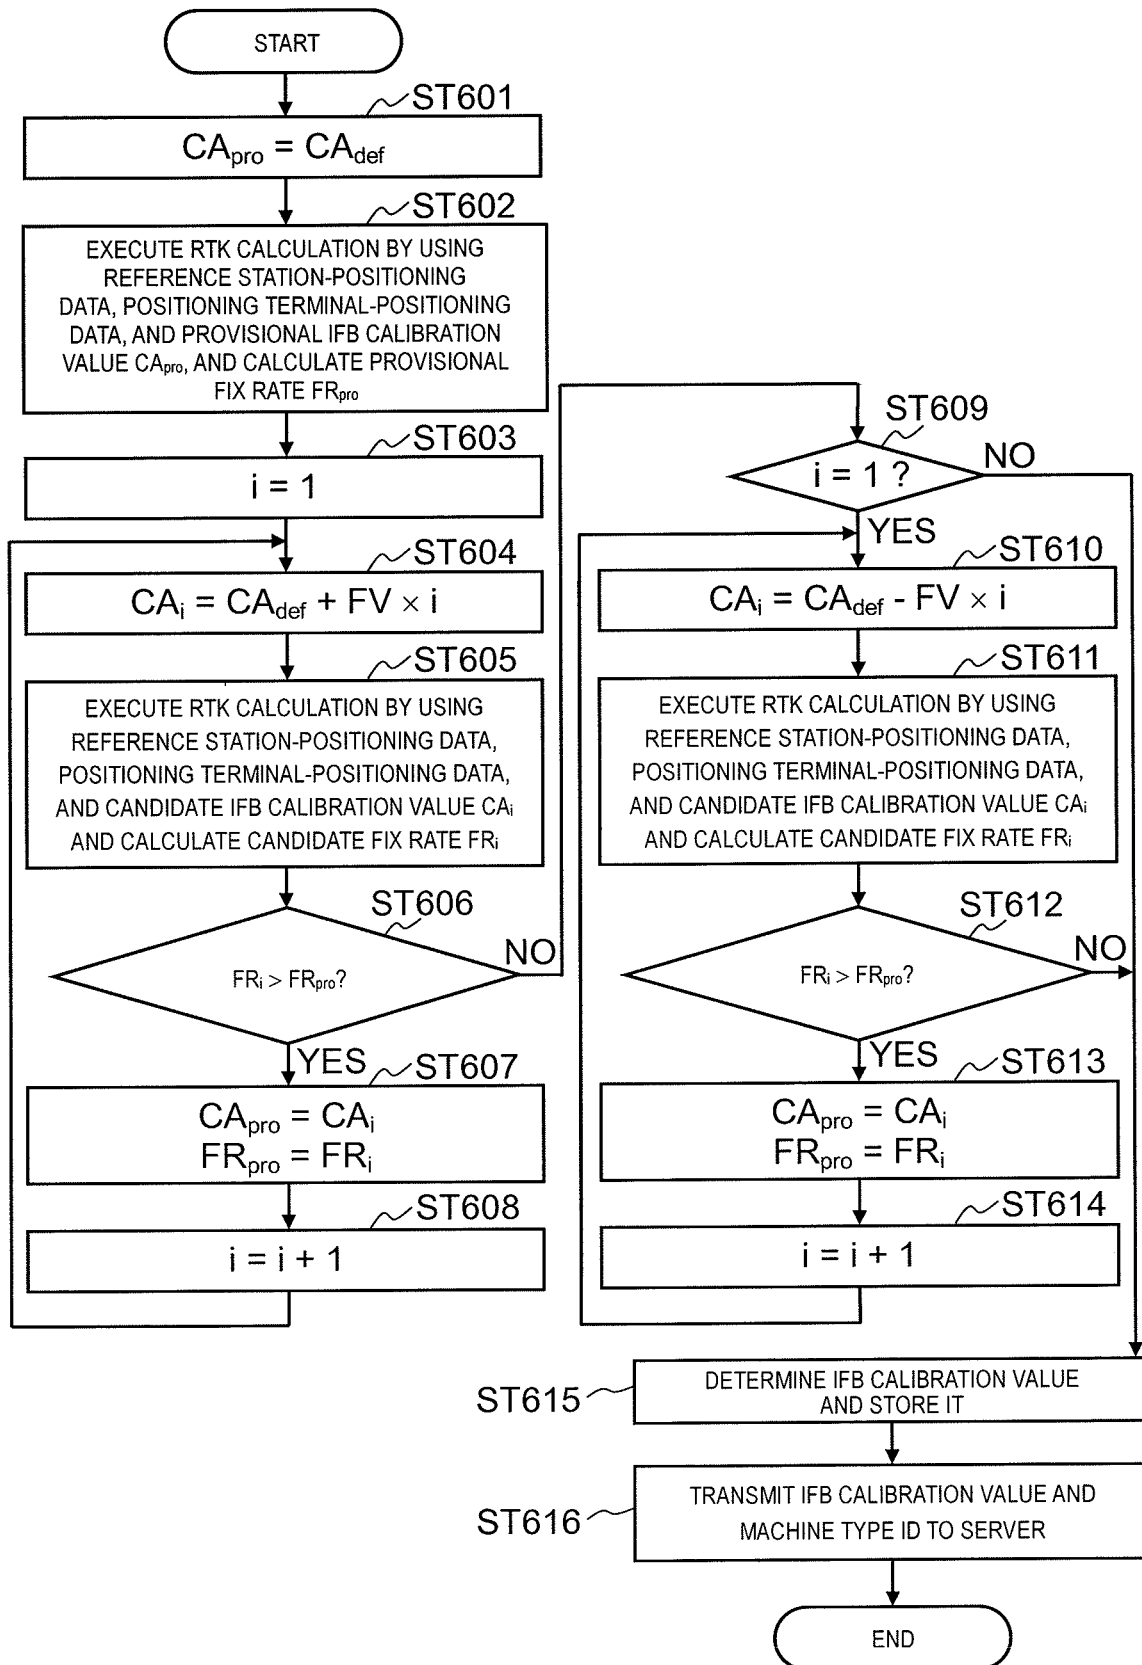 START
ST601
CApro = CAdef
ST602
EXECUTE RTK CALCULATION BY USING
REFERENCE STATION-POSITIONING
DATA, POSITIONING TERMINAL-POSITIONING
DATA, AND PROVISIONAL IFB CALIBRATION
VALUE CApro, AND CALCULATE PROVISIONAL
FIX RATE FRpro
ST603
i = 1
ST604
CAi = CAdef + FV × i
ST605
EXECUTE RTK CALCULATION BY USING
REFERENCE STATION-POSITIONING DATA,
POSITIONING TERMINAL-POSITIONING DATA,
AND CANDIDATE IFB CALIBRATION VALUE CAi
AND CALCULATE CANDIDATE FIX RATE FRi
ST606
FRi > FRpro?
NO
YES
ST607
CApro = CAi
FRpro = FRi
ST608
i = i + 1
ST609
i = 1 ?
NO
YES
ST610
CAi = CAdef - FV × i
ST611
EXECUTE RTK CALCULATION BY USING
REFERENCE STATION-POSITIONING DATA,
POSITIONING TERMINAL-POSITIONING DATA,
AND CANDIDATE IFB CALIBRATION VALUE CAi
AND CALCULATE CANDIDATE FIX RATE FRi
ST612
FRi > FRpro?
NO
YES
ST613
CApro = CAi
FRpro = FRi
ST614
i = i + 1
ST615
DETERMINE IFB CALIBRATION VALUE
AND STORE IT
ST616
TRANSMIT IFB CALIBRATION VALUE AND
MACHINE TYPE ID TO SERVER
END